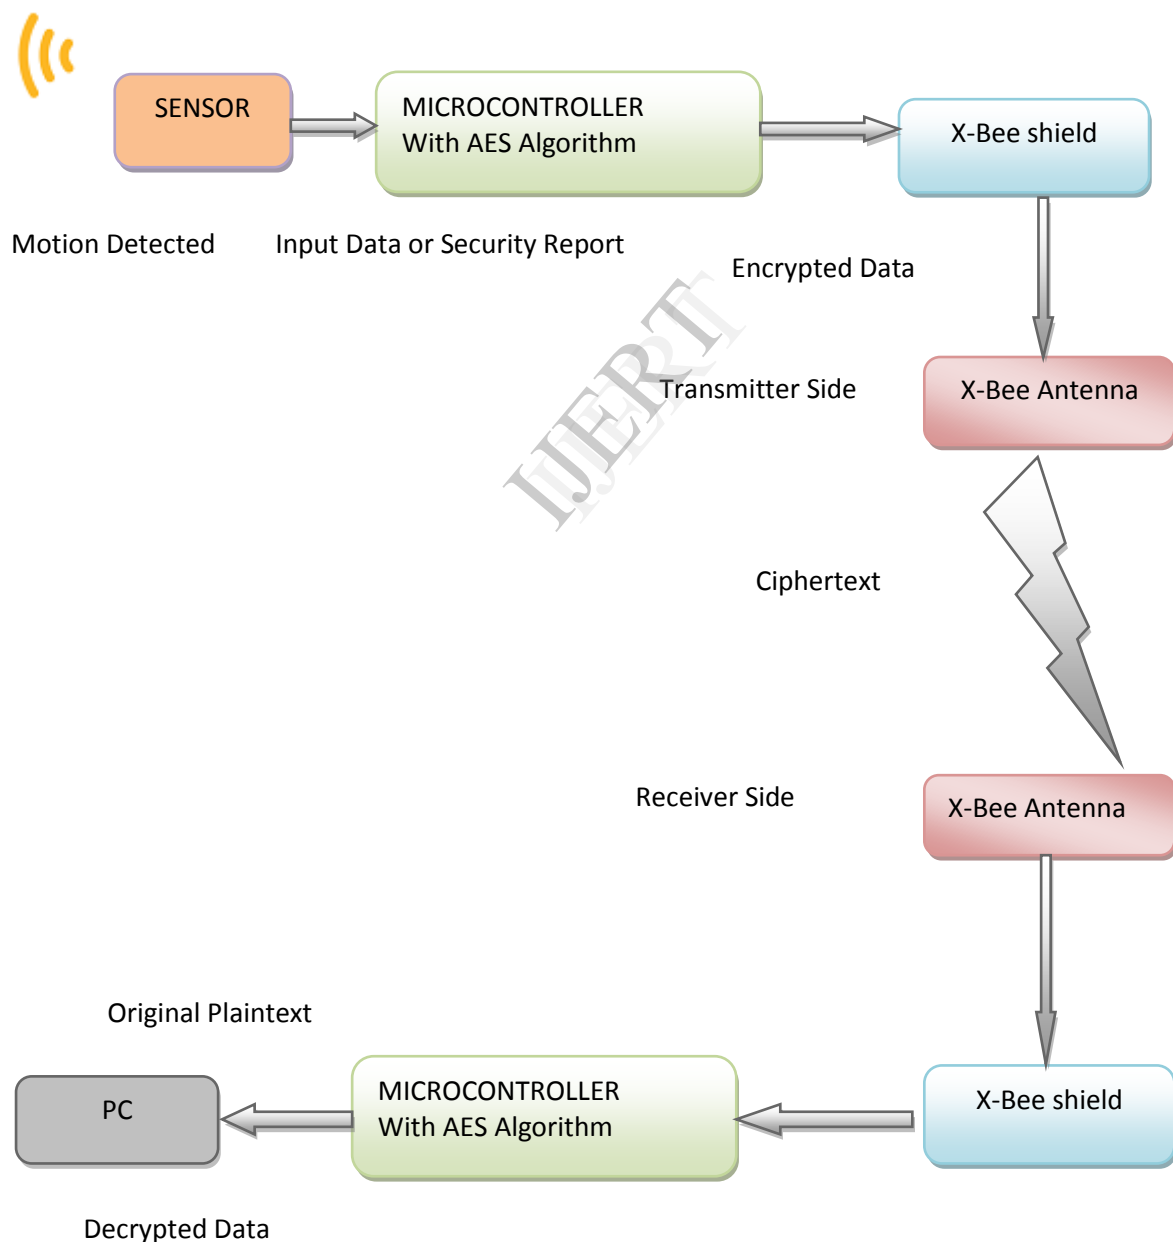 SENSOR
MICROCONTROLLER
With AES Algorithm
X-Bee shield
Motion Detected
Input Data or Security Report
Encrypted Data
IJERT
Transmitter Side
X-Bee Antenna
Ciphertext
Receiver Side
X-Bee Antenna
Original Plaintext
PC
MICROCONTROLLER
With AES Algorithm
X-Bee shield
Decrypted Data